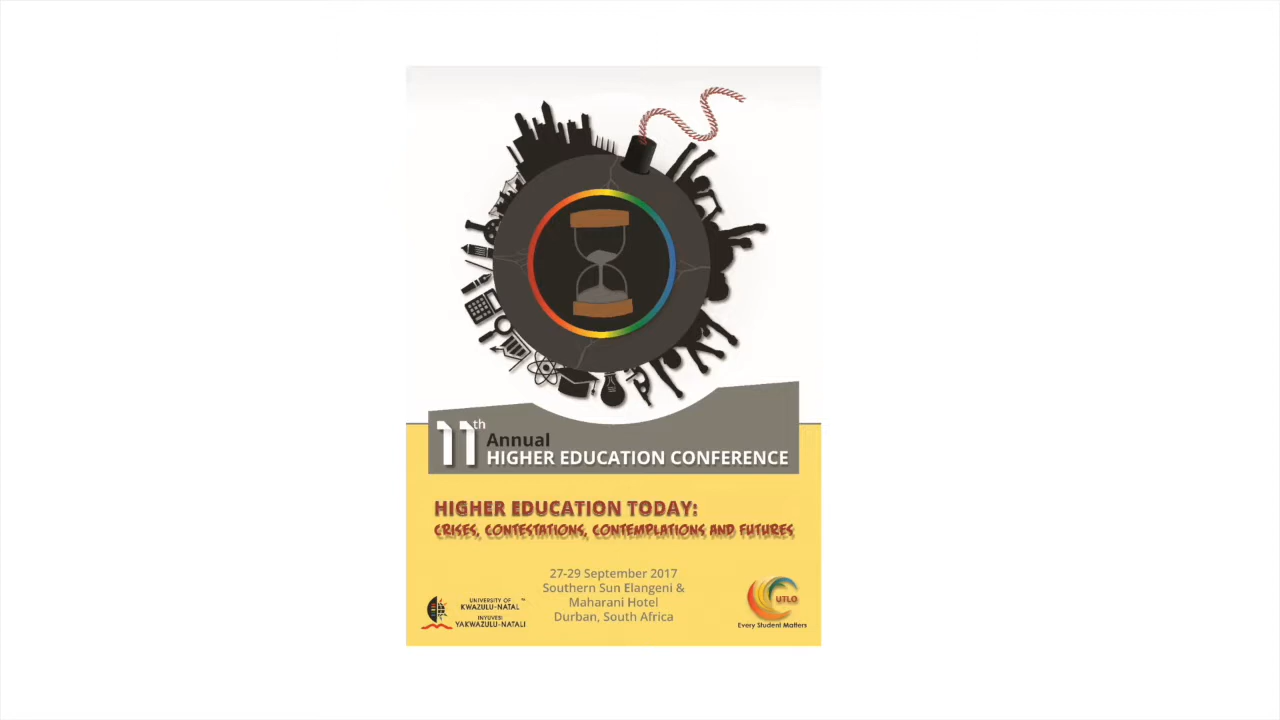 11th Annual
HIGHER EDUCATION CONFERENCE
HIGHER EDUCATION TODAY:
CRISES, CONTESTATIONS, CONTEMPLATIONS AND FUTURES
27-29 September 2017
Southern Sun Elangeni &
Maharani Hotel
Durban, South Africa
UNIVERSITY OF ™
KWAZULU-NATAL
INYUVESI
YAKWAZULU-NATALI
UTLO
Every Student Matters